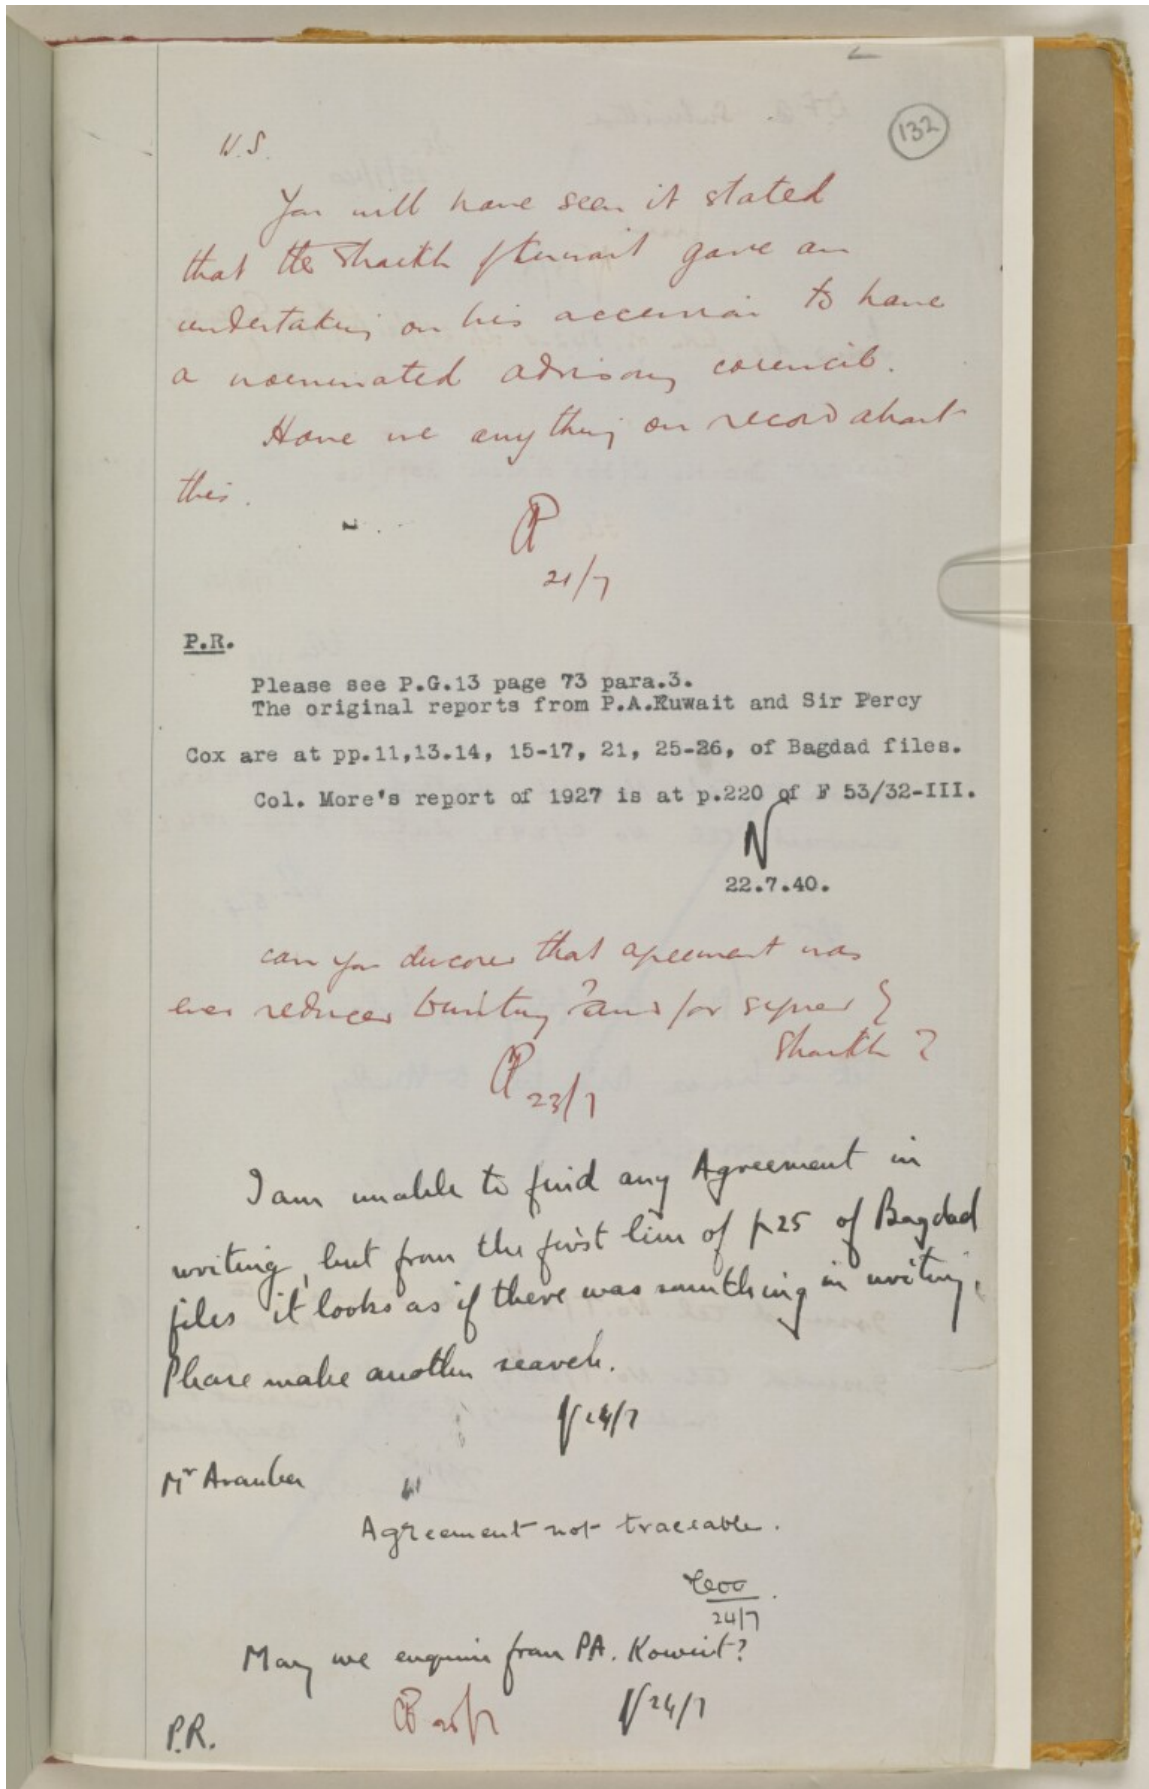 132
U.S.
You will have seen it stated
that the Shaikh of Kuwait gave an
undertaking on his accession to have
a nominated advisory council.
Have we anything on record about
this.
21/7
P.R.
Please see P.G.13 page 73 para.3.
The original reports from P.A.Kuwait and Sir Percy
Cox are at pp.11,13.14, 15-17, 21, 25-26, of Bagdad files.
Col. More's report of 1927 is at p.220 of F 53/32-III.
N
22.7.40.
can you discover that agreement was
ever reduced to writing ? and/or signed by
Shaikh ?
23/7
I am unable to find any Agreement in
writing, but from the first line of p 25 of Bagdad
files it looks as if there was something in writing.
Please make another search.
24/7
Mr
Agreement not traceable.
24/7
May we enquire from PA. Koweit?
24/7
P.R.